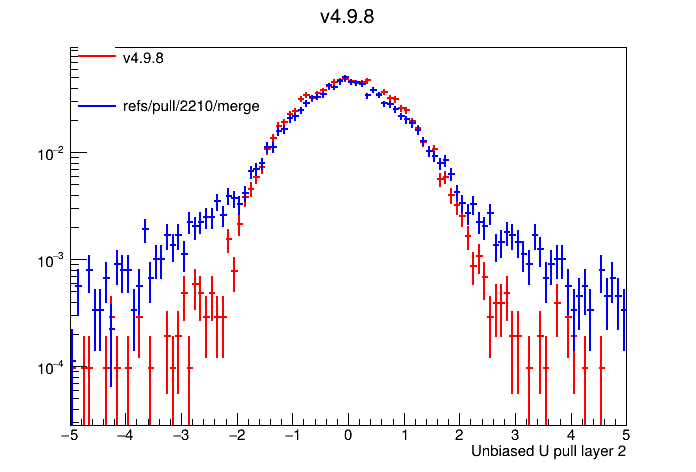 v4.9.8
v4.9.8
refs/pull/2210/merge
10⁻²
10⁻³
10⁻⁴
−5 −4 −3 −2 −1 0 1 2 3 4 5
Unbiased U pull layer 2